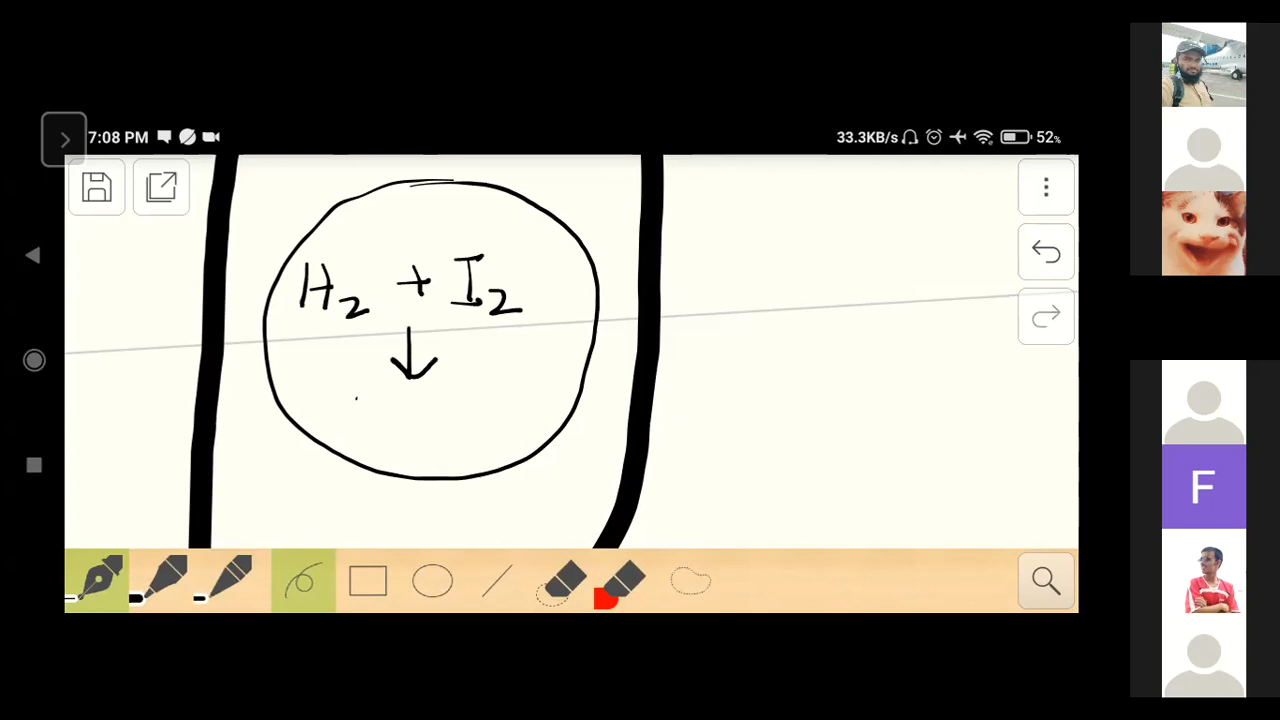 7:08 PM 33.3KB/s 52%
H₂ + I₂
↓
F